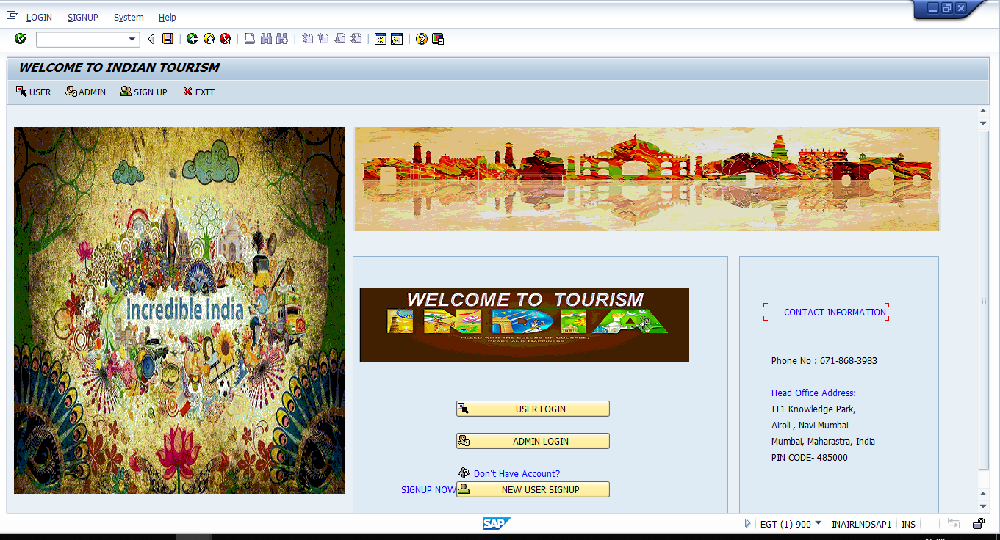 LOGIN SIGNUP System Help
WELCOME TO INDIAN TOURISM
USER ADMIN SIGN UP EXIT
Incredible India
WELCOME TO TOURISM
INDIA
FILLED WITH THE COLORS OF COURAGE,
PEACE AND HAPPINESS
USER LOGIN
ADMIN LOGIN
Don't Have Account?
SIGNUP NOW NEW USER SIGNUP
CONTACT INFORMATION
Phone No : 671-868-3983
Head Office Address:
IT1 Knowledge Park,
Airoli , Navi Mumbai
Mumbai, Maharastra, India
PIN CODE- 485000
SAP
EGT (1) 900 INAIRLNDSAP1 INS